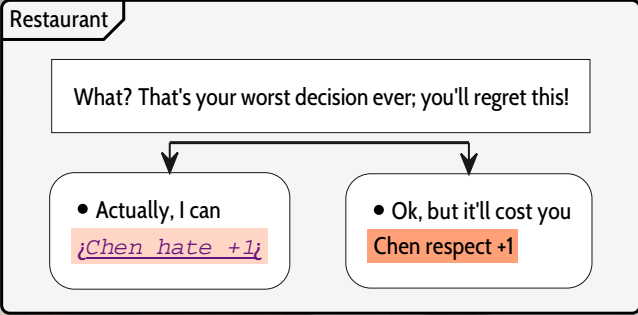 Restaurant
What? That's your worst decision ever; you'll regret this!
• Actually, I can
¿Chen hate +1¿
• Ok, but it'll cost you
Chen respect +1